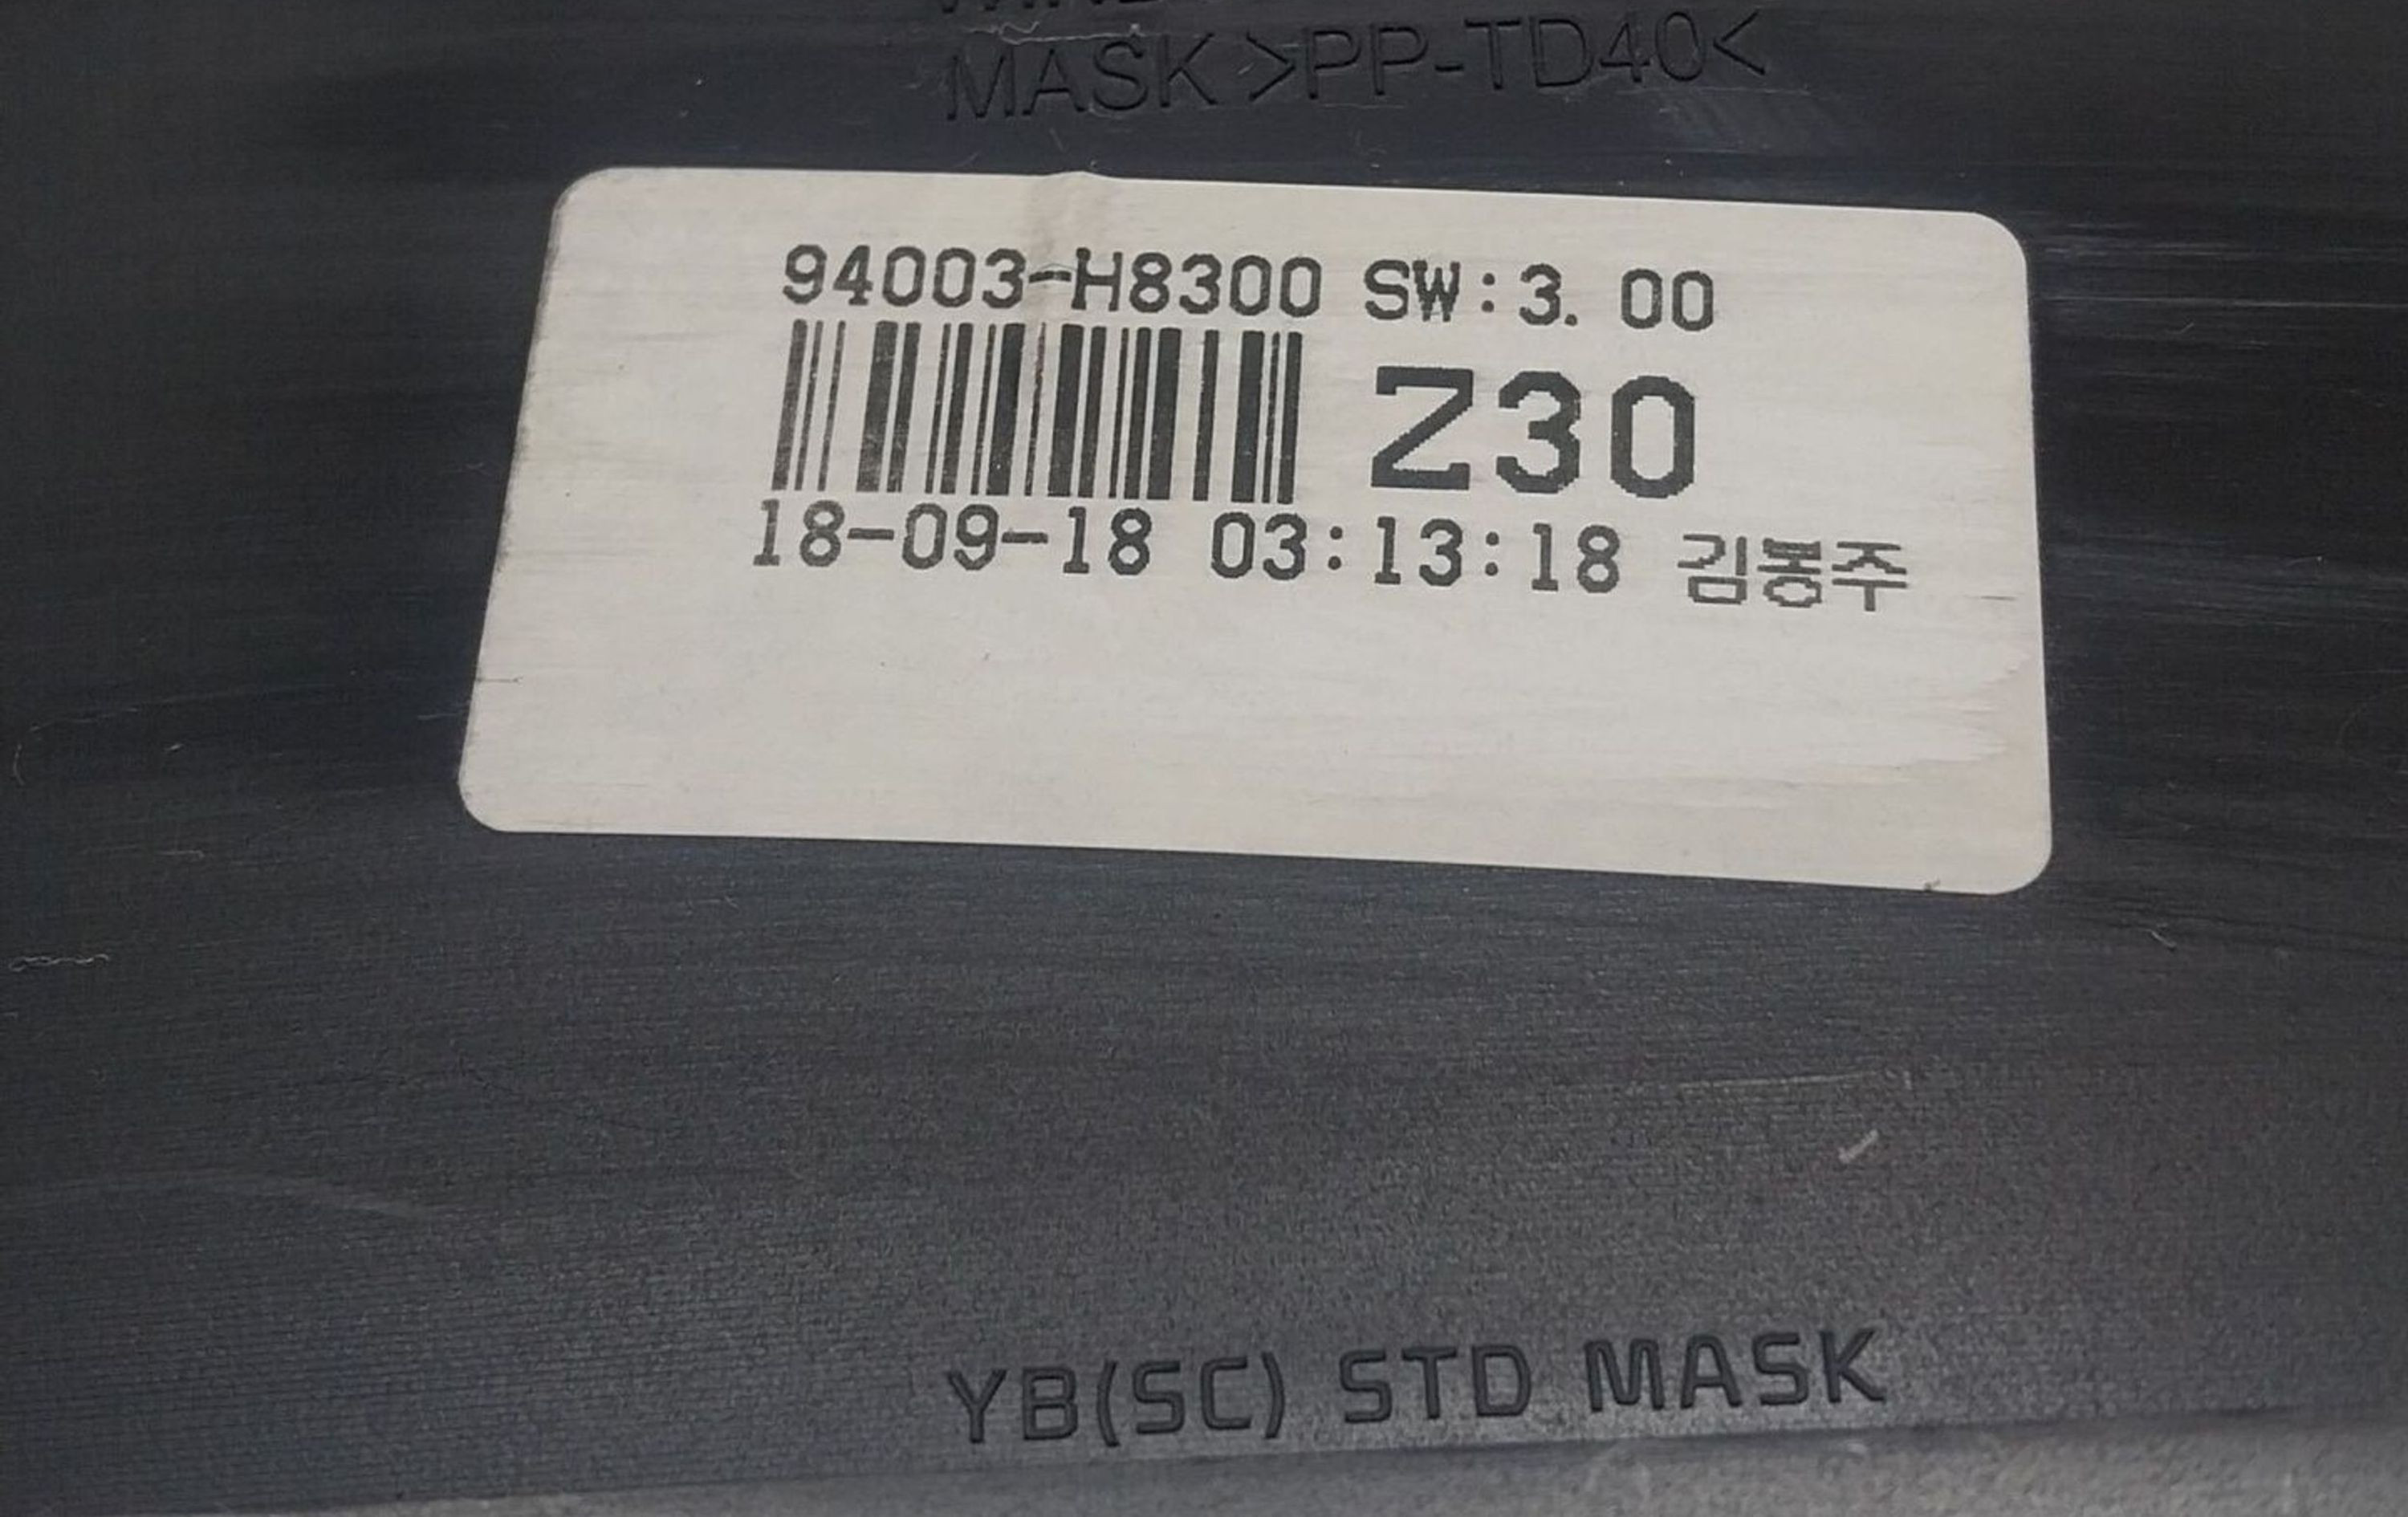 MASK >PP-TD40<
94003-H8300 SW:3.00
Z30
18-09-18 03:13:18 김봉주
YB(SC) STD MASK